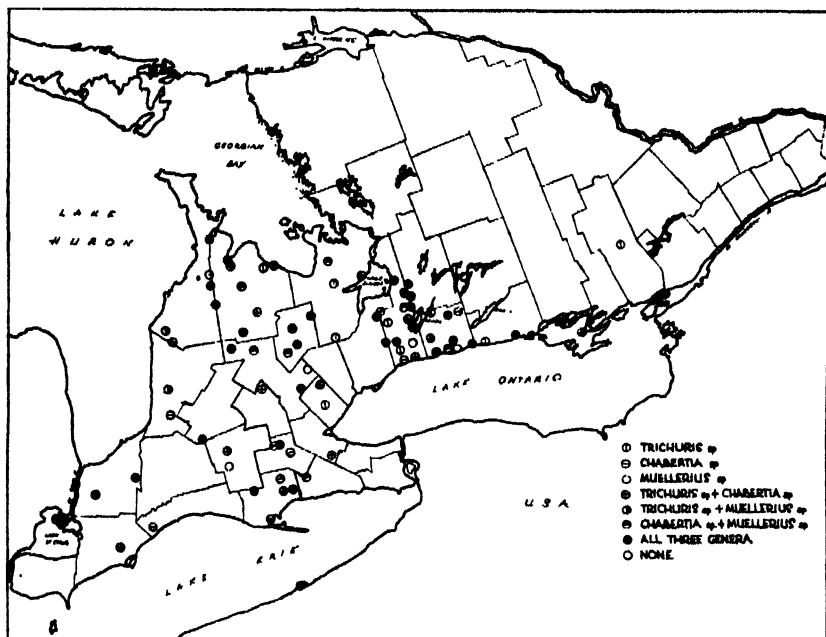 GEORGIAN
BAY
LAKE
HURON
LAKE ONTARIO
LAKE ERIE
U S A
TRICHURIS sp
CHABERTIA sp
MUELLERIUS sp
TRICHURIS sp + CHABERTIA sp
TRICHURIS sp + MUELLERIUS sp
CHABERTIA sp + MUELLERIUS sp
ALL THREE GENERA
NONE